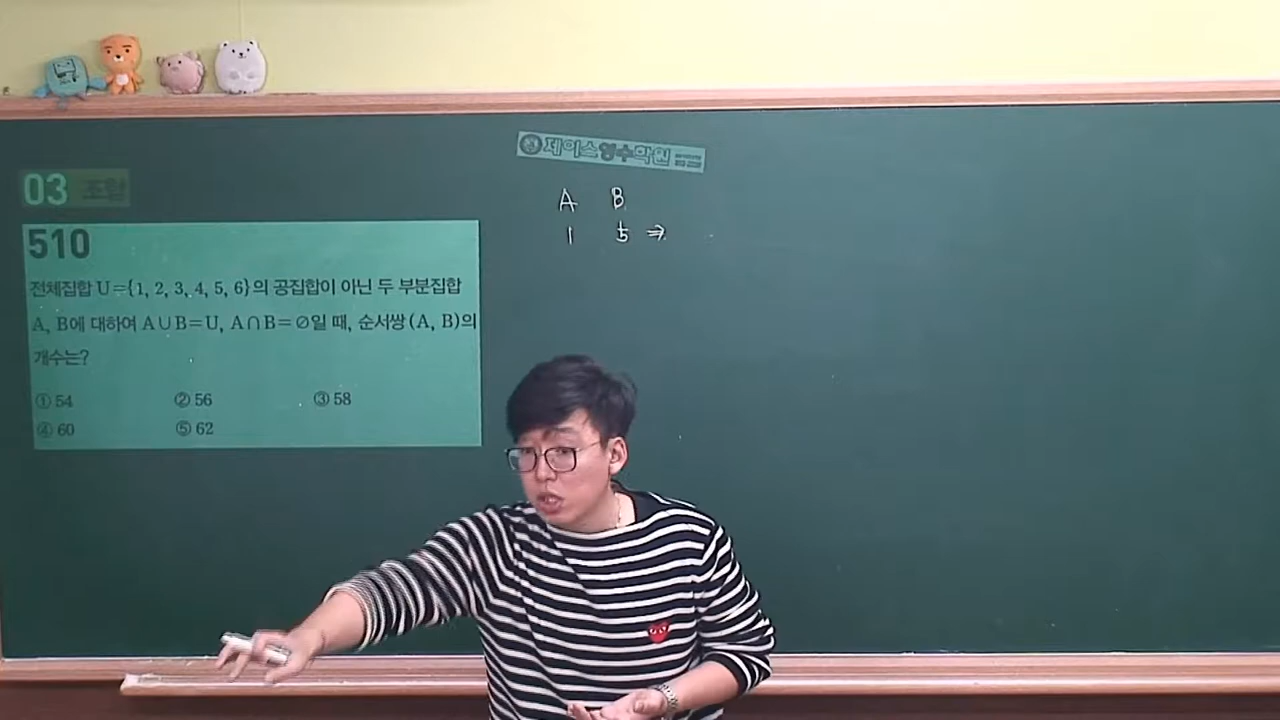 제이스영수학원
03 조합
510
전체집합 U={1, 2, 3, 4, 5, 6}의 공집합이 아닌 두 부분집합
A, B에 대하여 A∪B=U, A∩B=∅일 때, 순서쌍(A, B)의
개수는?
① 54 ② 56 ③ 58
④ 60 ⑤ 62
A B
1 5 ⇒